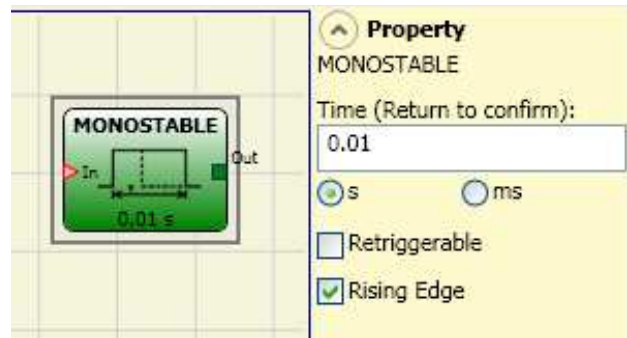 MONOSTABLE
In
Out
0,01 s
Property
MONOSTABLE
Time (Return to confirm):
0.01
s ms
Retriggerable
Rising Edge